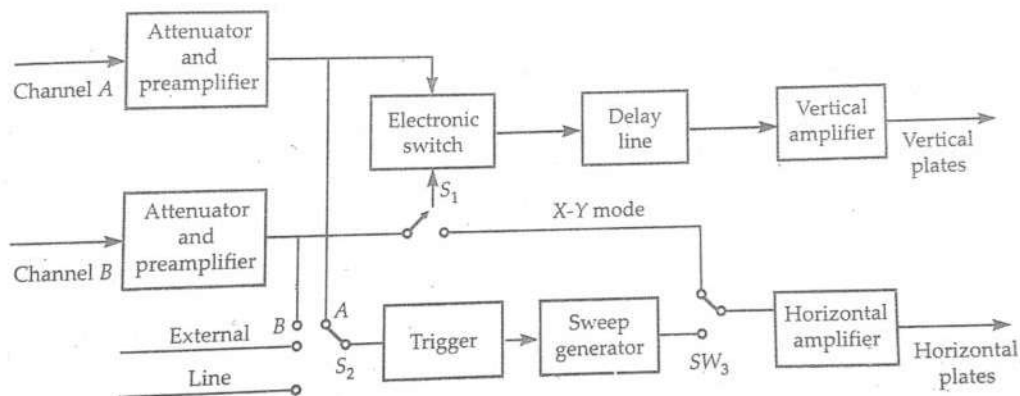 Attenuator
and
preamplifier
Channel A
Electronic
switch
Delay
line
Vertical
amplifier
Vertical
plates
S1
Attenuator
and
preamplifier
Channel B
X-Y mode
B
A
External
S2
Line
Trigger
Sweep
generator
SW3
Horizontal
amplifier
Horizontal
plates